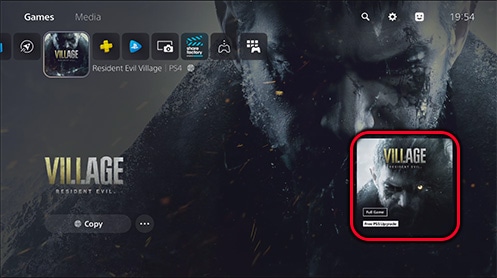 Games Media
19:54
VILLAGE
share
factory
Resident Evil Village | PS4
VILLAGE
RESIDENT EVIL
Copy
VILLAGE
RESIDENT EVIL
Full Game
Free PS5 Upgrade